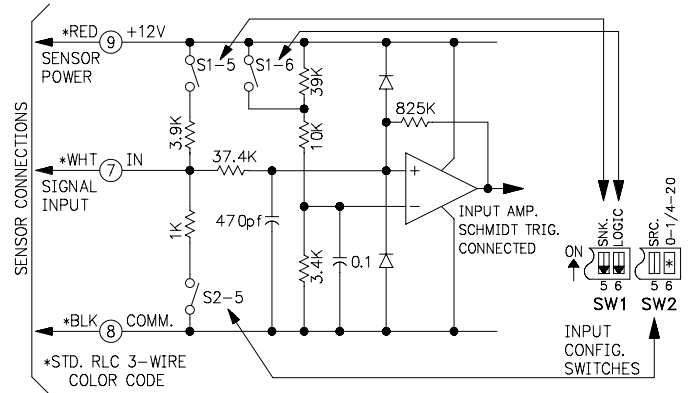 *RED 9 +12V
SENSOR
POWER
S1-5
S1-6
39K
825K
3.9K
10K
SENSOR CONNECTIONS
*WHT 7 IN
SIGNAL
INPUT
37.4K
+
−
1K
470pf
3.4K
0.1
INPUT AMP.
SCHMIDT TRIG.
CONNECTED
S2-5
*BLK 8 COMM.
*STD. RLC 3-WIRE
COLOR CODE
ON
SNK.
LOGIC
SRC.
0-1/4-20
*
5 6
5 6
SW1
SW2
INPUT
CONFIG.
SWITCHES